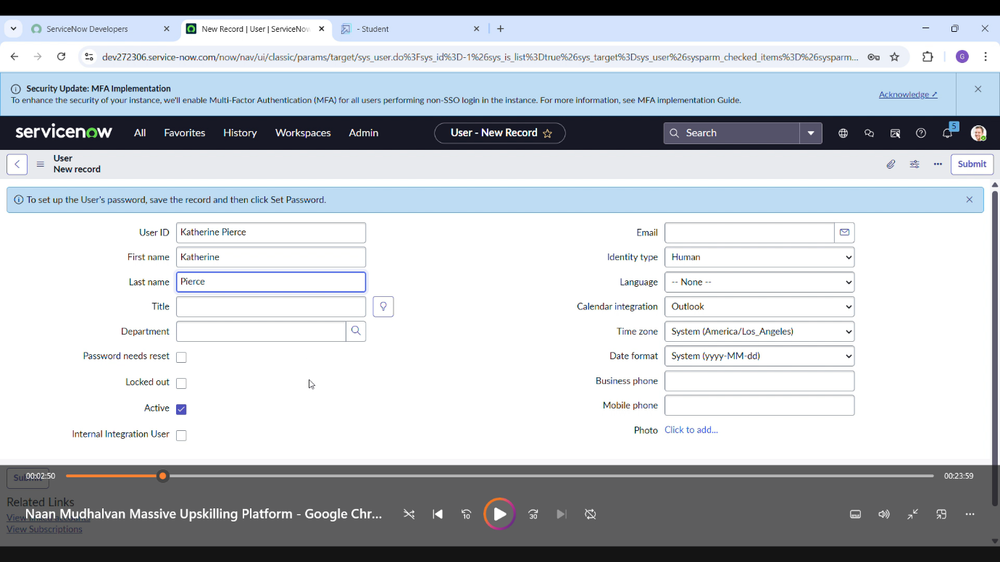 ServiceNow Developers
New Record | User | ServiceNow
- Student
dev272306.service-now.com/now/nav/ui/classic/params/target/sys_user.do%3Fsys_id%3D-1%26sys_is_list%3Dtrue%26sys_target%3Dsys_user%26sysparm_checked_items%3D%26sysparm...
G
Security Update: MFA Implementation
To enhance the security of your instance, we'll enable Multi-Factor Authentication (MFA) for all users performing non-SSO login in the instance. For more information, see MFA implementation Guide.
Acknowledge
servicenow
All
Favorites
History
Workspaces
Admin
User - New Record
Search
5
User
New record
Submit
To set up the User's password, save the record and then click Set Password.
User ID
Katherine Pierce
First name
Katherine
Last name
Pierce
Title
Department
Password needs reset
Locked out
Active
Internal Integration User
Email
Identity type
Human
Language
-- None --
Calendar integration
Outlook
Time zone
System (America/Los_Angeles)
Date format
System (yyyy-MM-dd)
Business phone
Mobile phone
Photo
Click to add...
00:02:50
00:23:59
Related Links
Naan Mudhalvan Massive Upskilling Platform - Google Chr...
10
30
View Subscriptions